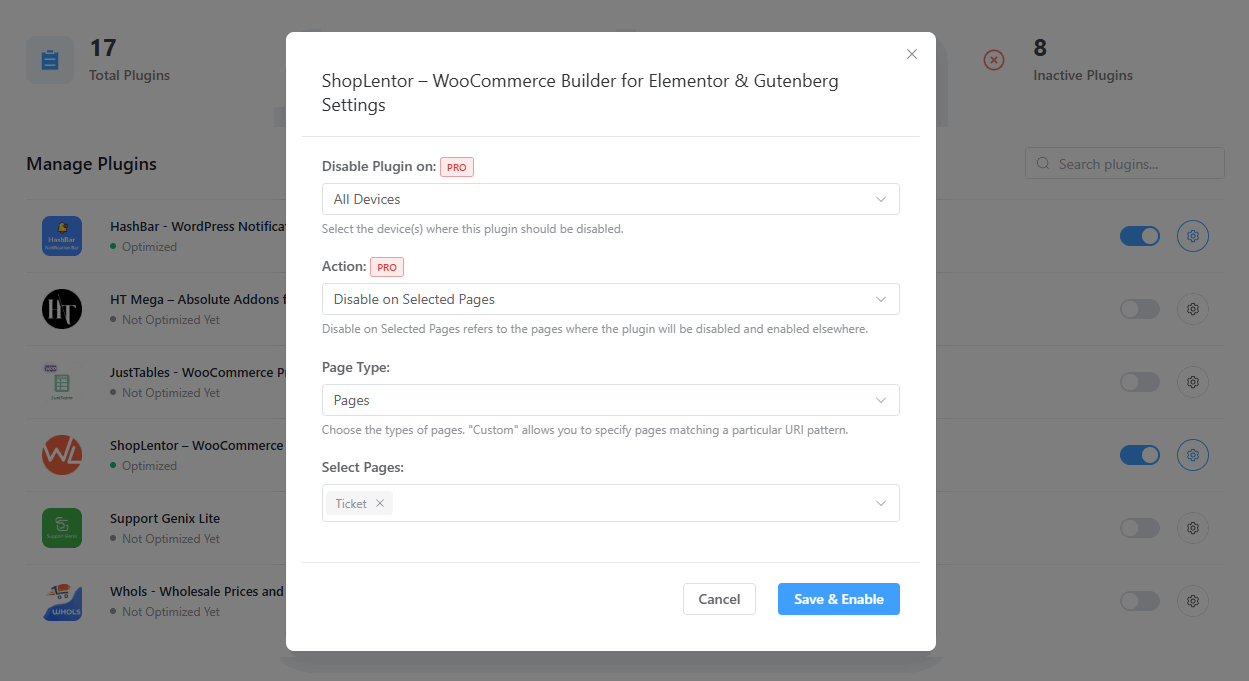 17
Total Plugins
8
Inactive Plugins
Manage Plugins
Search plugins...
HashBar
HashBar - WordPress Notifica
Optimized
HT
HT Mega – Absolute Addons f
Not Optimized Yet
JustTables - WooCommerce P
Not Optimized Yet
WL
ShopLentor – WooCommerce
Optimized
Support Genix Lite
Not Optimized Yet
WHOLS
Whols - Wholesale Prices and
Not Optimized Yet
ShopLentor – WooCommerce Builder for Elementor & Gutenberg
Settings
Disable Plugin on: PRO
All Devices
Select the device(s) where this plugin should be disabled.
Action: PRO
Disable on Selected Pages
Disable on Selected Pages refers to the pages where the plugin will be disabled and enabled elsewhere.
Page Type:
Pages
Choose the types of pages. "Custom" allows you to specify pages matching a particular URI pattern.
Select Pages:
Ticket
Cancel
Save & Enable